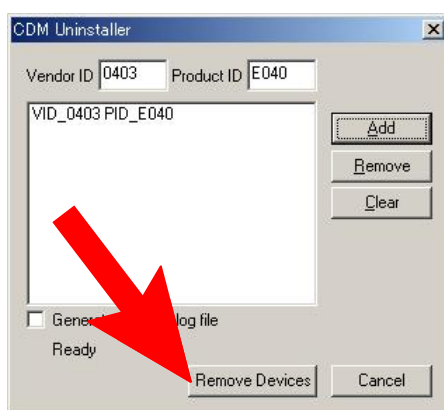 CDM Uninstaller
Vendor ID 0403 Product ID E040
VID_0403 PID_E040
Add
Remove
Clear
log file
Ready
Remove Devices Cancel